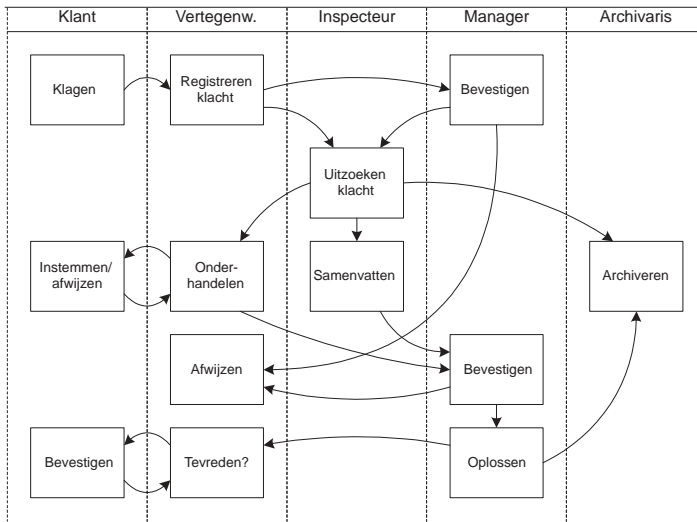 Klant
Vertegenw.
Inspecteur
Manager
Archivaris
Klagen
Registreren
klacht
Bevestigen
Uitzoeken
klacht
Instemmen/
afwijzen
Onder-
handelen
Samenvatten
Archiveren
Afwijzen
Bevestigen
Bevestigen
Tevreden?
Oplossen